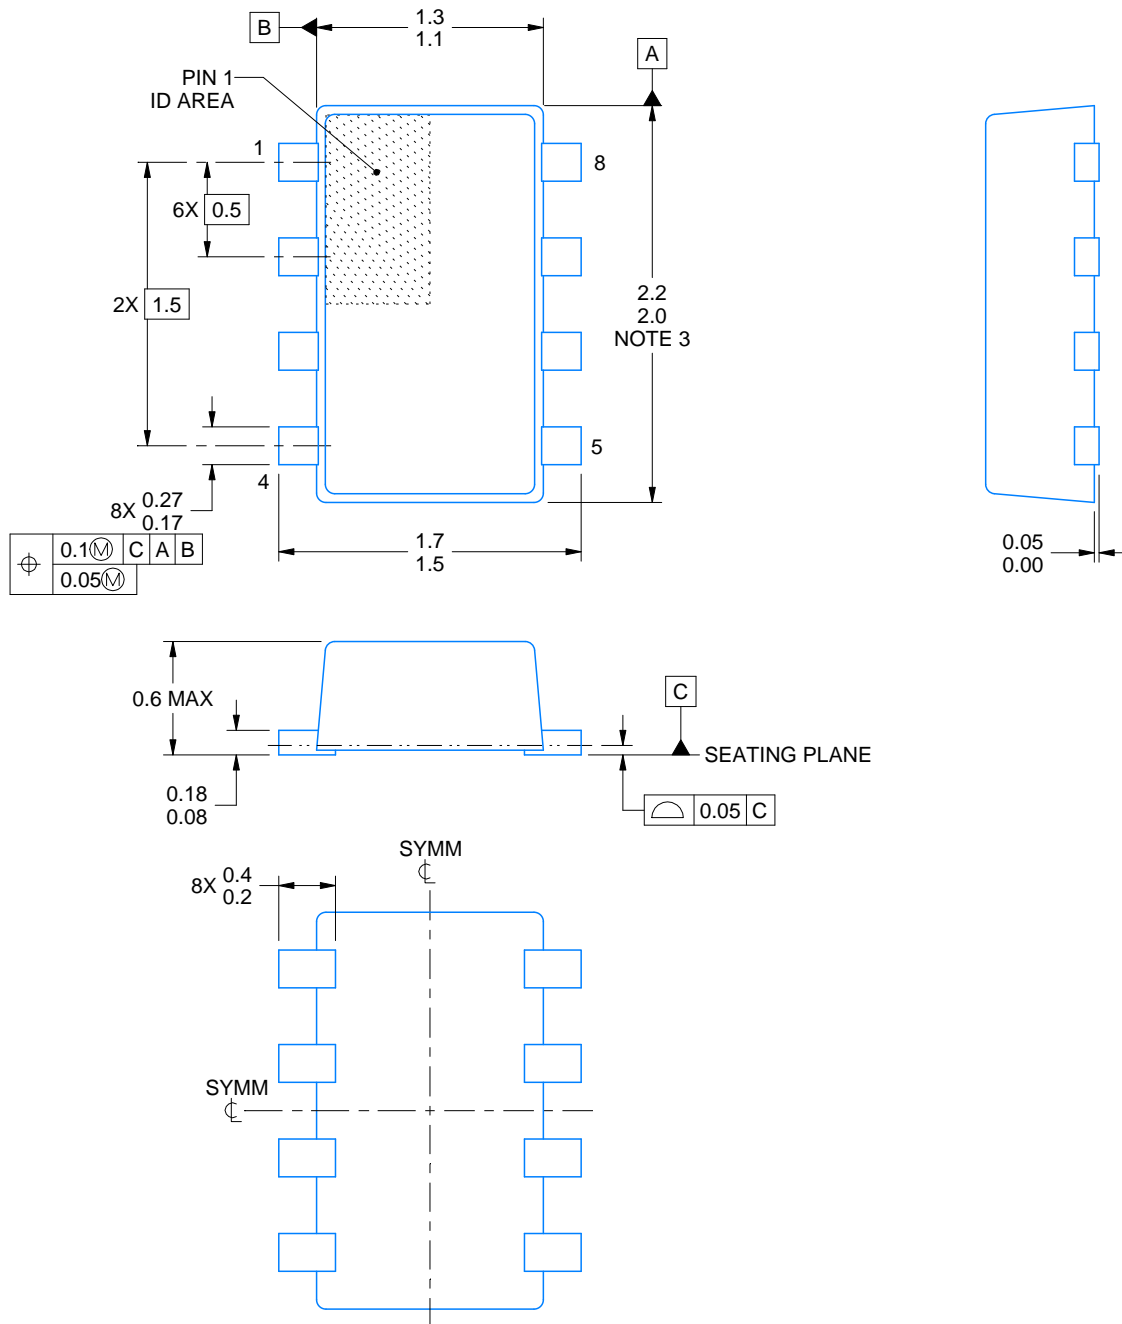 B
1.3
1.1
A
PIN 1
ID AREA
1
8
6X 0.5
2X 1.5
2.2
2.0
NOTE 3
5
4
8X 0.27
0.17
0.1Ⓜ C A B
0.05Ⓜ
1.7
1.5
0.05
0.00
0.6 MAX
C
SEATING PLANE
0.18
0.08
0.05 C
SYMM
8X 0.4
0.2
SYMM